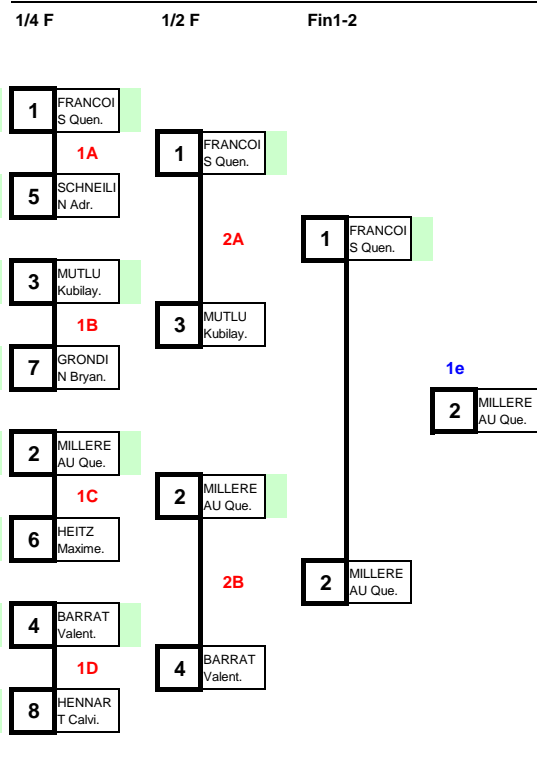 1/4 F
1/2 F
Fin1-2
1
FRANCOI
S Quen.
1A
5
SCHNEILI
N Adr.
3
MUTLU
Kubilay.
1B
7
GRONDI
N Bryan.
2
MILLERE
AU Que.
1C
6
HEITZ
Maxime.
4
BARRAT
Valent.
1D
8
HENNAR
T Calvi.
1
FRANCOI
S Quen.
2A
3
MUTLU
Kubilay.
2
MILLERE
AU Que.
2B
4
BARRAT
Valent.
1
FRANCOI
S Quen.
2
MILLERE
AU Que.
1e
2
MILLERE
AU Que.